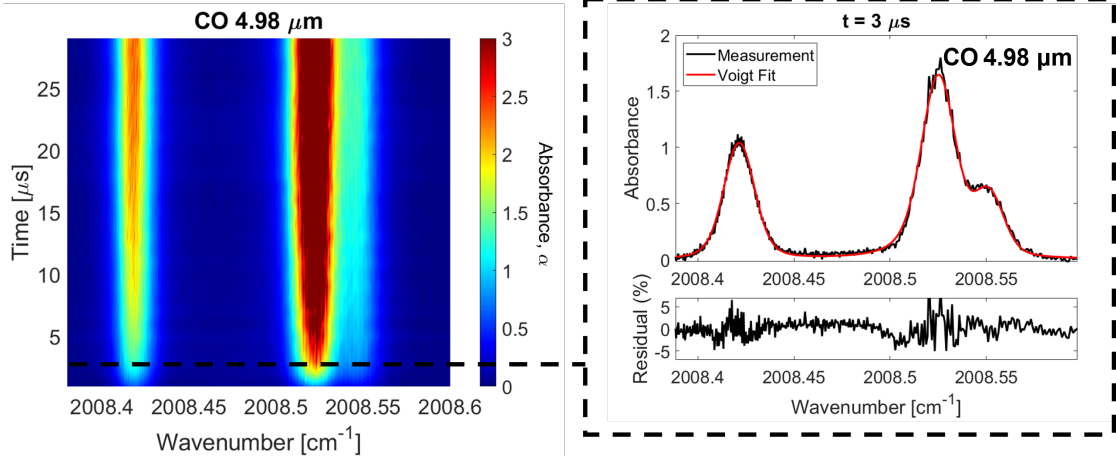 CO 4.98 μm
Time [μs]
25
20
15
10
5
2008.4 2008.45 2008.5 2008.55 2008.6
Wavenumber [cm⁻¹]
3
2.5
2
1.5
1
0.5
0
Absorbance, α
t = 3 μs
Measurement
Voigt Fit
CO 4.98 μm
Absorbance
2
1.5
1
0.5
0
2008.4 2008.45 2008.5 2008.55
Residual (%)
5
0
-5
2008.4 2008.45 2008.5 2008.55
Wavenumber [cm⁻¹]